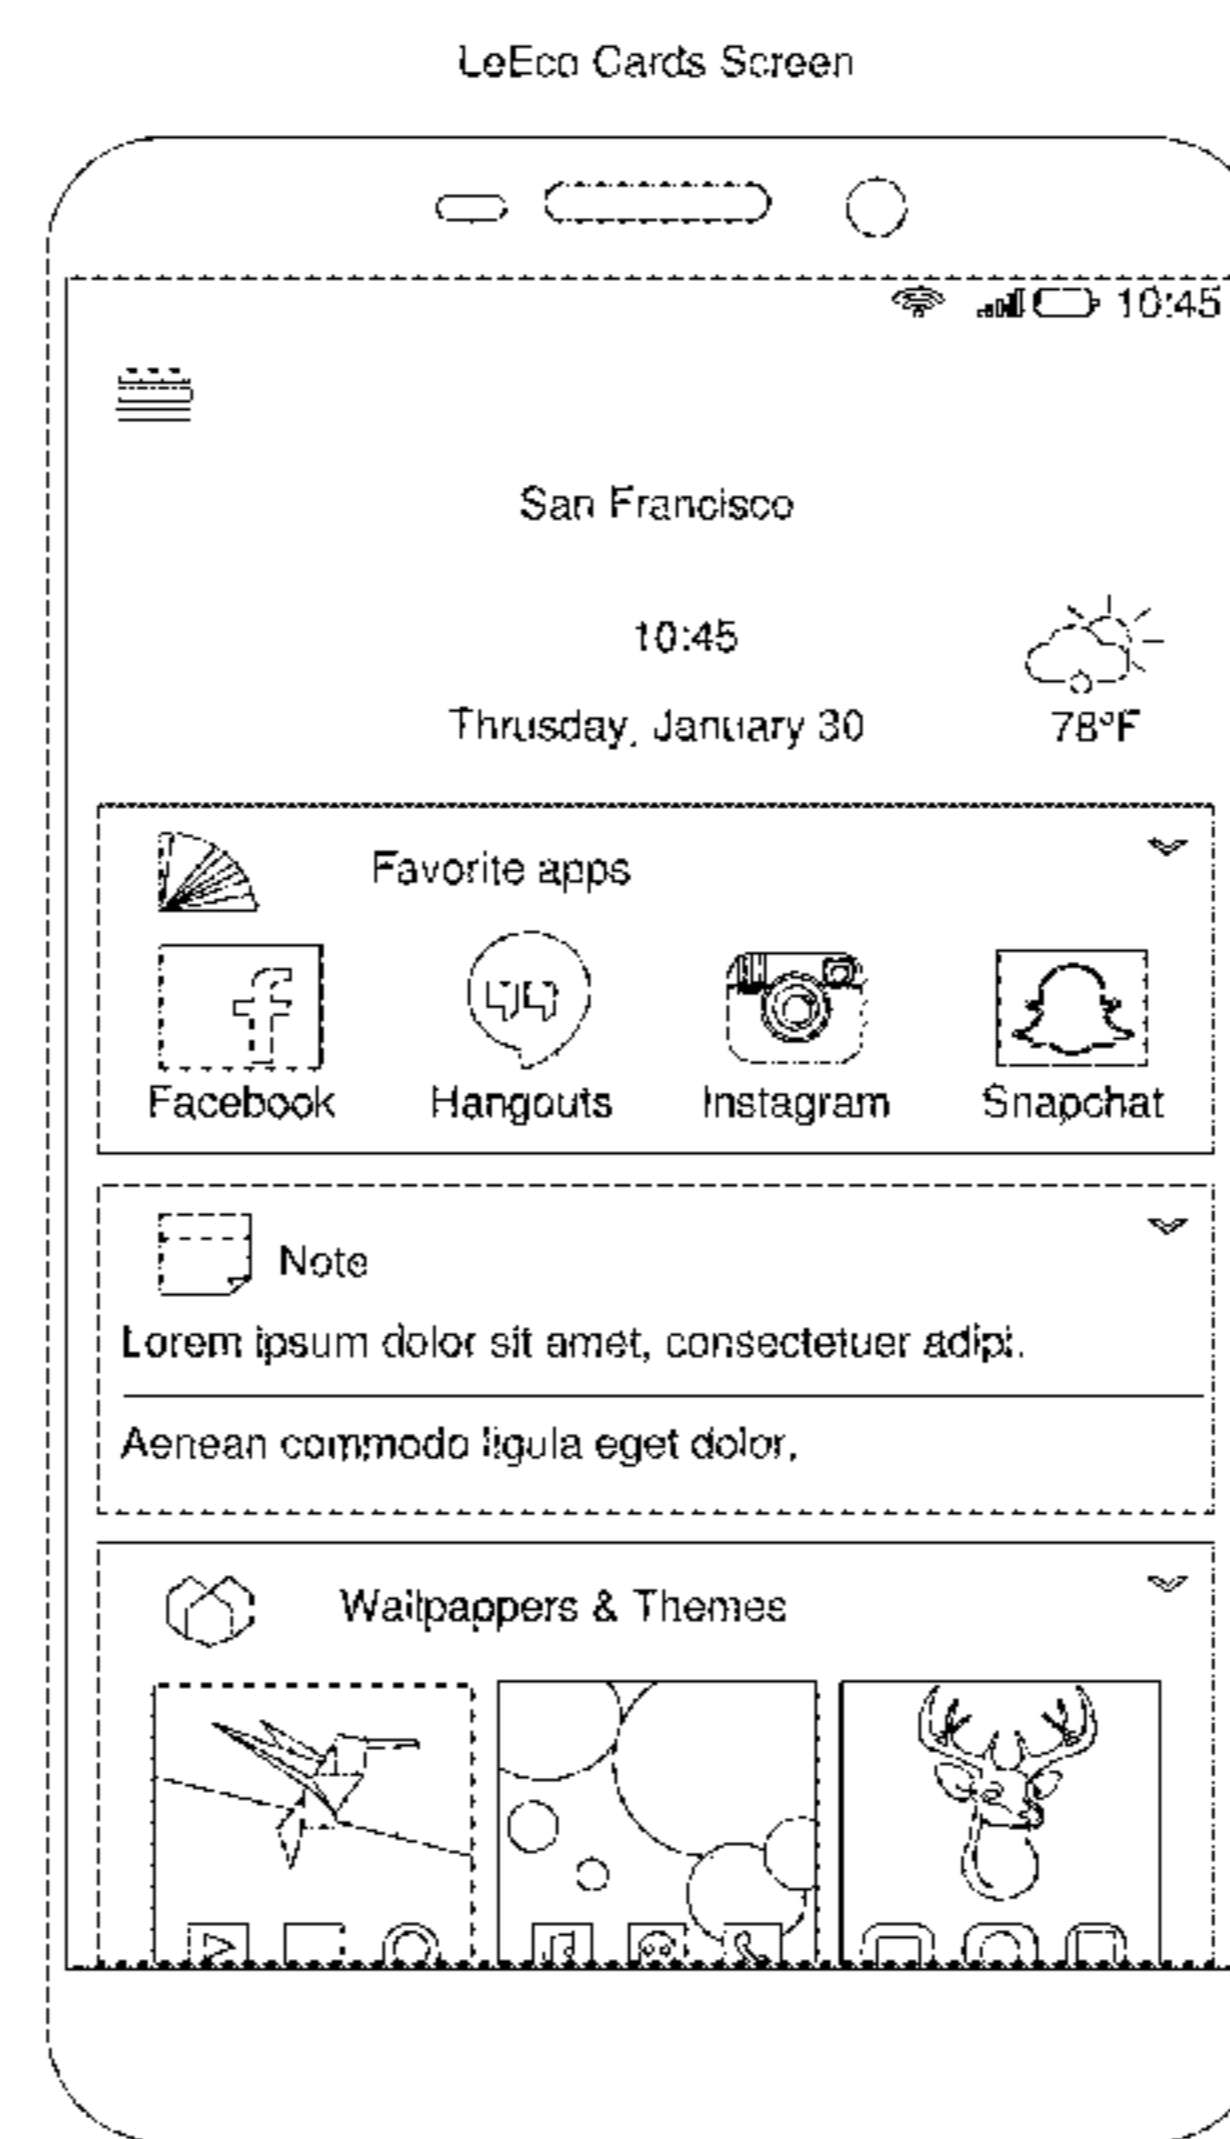 LeEco Cards Screen
10:45
San Francisco
10:45
Thrusday, January 30
78°F
Favorite apps
Facebook Hangouts Instagram Snapchat
Note
Lorem ipsum dolor sit amet, consectetuer adipi.
Aenean commodo ligula eget dolor.
Wallpappers & Themes